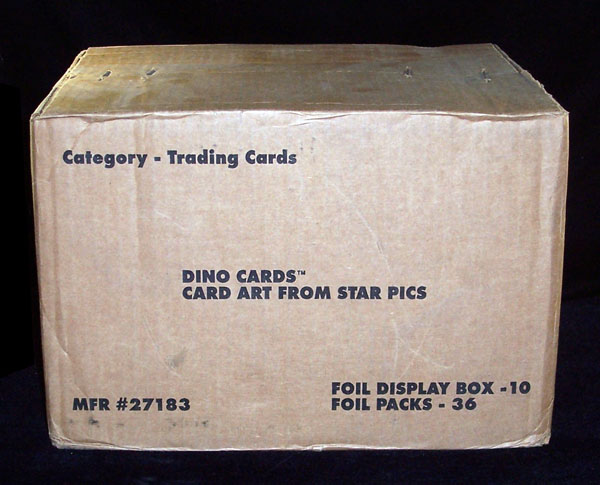 Category - Trading Cards
DINO CARDS™
CARD ART FROM STAR PICS
MFR #27183
FOIL DISPLAY BOX -10
FOIL PACKS - 36